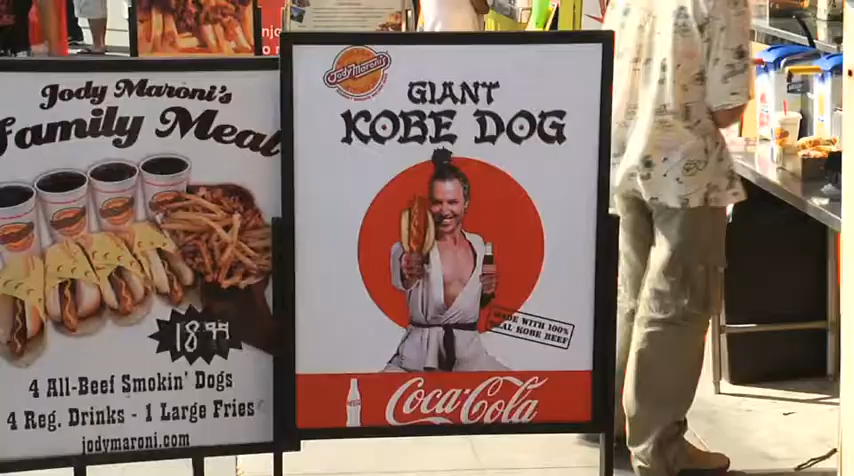 Jody Maroni's
Family Meal
18.99
4 All-Beef Smokin' Dogs
4 Reg. Drinks - 1 Large Fries
jodymaroni.com
Jody Maroni's
GIANT
KOBE DOG
MADE WITH 100%
REAL KOBE BEEF
Coca-Cola